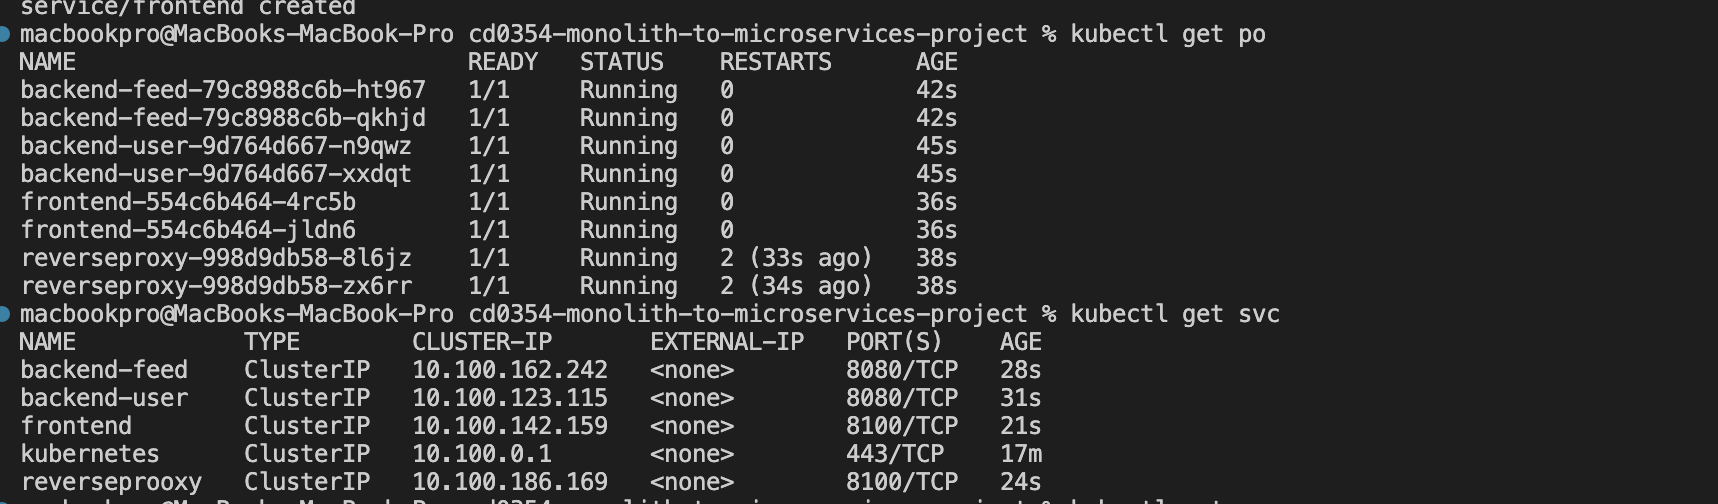 service/frontend created
macbookpro@MacBooks-MacBook-Pro cd0354-monolith-to-microservices-project % kubectl get po
NAME READY STATUS RESTARTS AGE
backend-feed-79c8988c6b-ht967 1/1 Running 0 42s
backend-feed-79c8988c6b-qkhjd 1/1 Running 0 42s
backend-user-9d764d667-n9qwz 1/1 Running 0 45s
backend-user-9d764d667-xxdqt 1/1 Running 0 45s
frontend-554c6b464-4rc5b 1/1 Running 0 36s
frontend-554c6b464-jldn6 1/1 Running 0 36s
reverseproxy-998d9db58-8l6jz 1/1 Running 2 (33s ago) 38s
reverseproxy-998d9db58-zx6rr 1/1 Running 2 (34s ago) 38s
macbookpro@MacBooks-MacBook-Pro cd0354-monolith-to-microservices-project % kubectl get svc
NAME TYPE CLUSTER-IP EXTERNAL-IP PORT(S) AGE
backend-feed ClusterIP 10.100.162.242 <none> 8080/TCP 28s
backend-user ClusterIP 10.100.123.115 <none> 8080/TCP 31s
frontend ClusterIP 10.100.142.159 <none> 8100/TCP 21s
kubernetes ClusterIP 10.100.0.1 <none> 443/TCP 17m
reverseprooxy ClusterIP 10.100.186.169 <none> 8100/TCP 24s